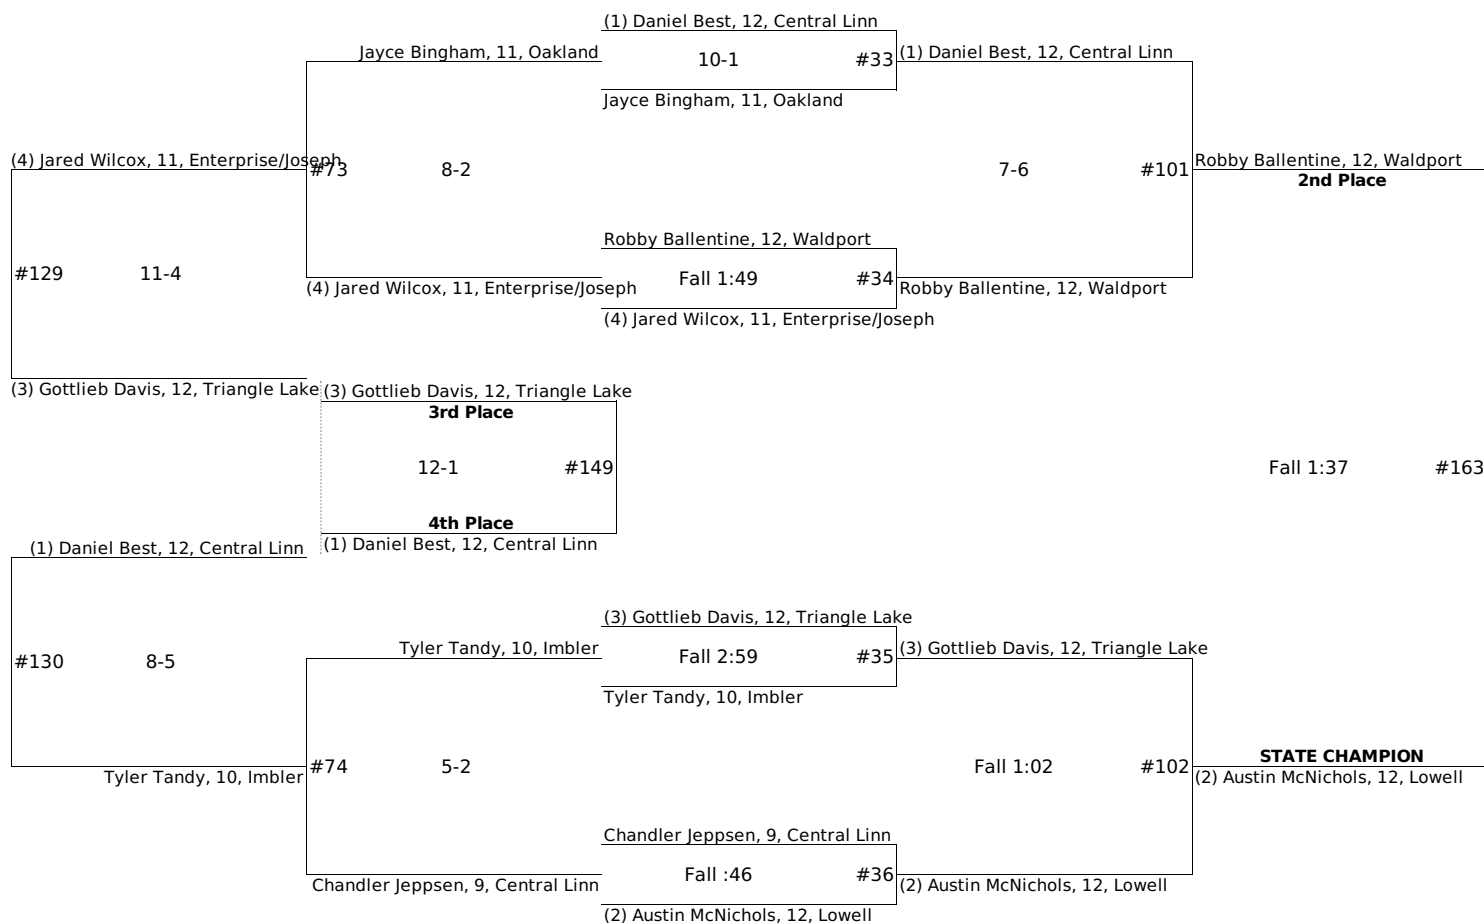 (1) Daniel Best, 12, Central Linn
Jayce Bingham, 11, Oakland
10-1 #33
(1) Daniel Best, 12, Central Linn
Jayce Bingham, 11, Oakland
(4) Jared Wilcox, 11, Enterprise/Joseph
#73 8-2
7-6 #101
Robby Ballentine, 12, Waldport
2nd Place
Robby Ballentine, 12, Waldport
#129 11-4
Fall 1:49 #34
(4) Jared Wilcox, 11, Enterprise/Joseph
Robby Ballentine, 12, Waldport
(4) Jared Wilcox, 11, Enterprise/Joseph
(3) Gottlieb Davis, 12, Triangle Lake
(3) Gottlieb Davis, 12, Triangle Lake
3rd Place
12-1 #149
Fall 1:37 #163
4th Place
(1) Daniel Best, 12, Central Linn
(1) Daniel Best, 12, Central Linn
(3) Gottlieb Davis, 12, Triangle Lake
Tyler Tandy, 10, Imbler
#130 8-5
Fall 2:59 #35
(3) Gottlieb Davis, 12, Triangle Lake
Tyler Tandy, 10, Imbler
#74 5-2
Fall 1:02 #102
STATE CHAMPION
Tyler Tandy, 10, Imbler
(2) Austin McNichols, 12, Lowell
Chandler Jeppsen, 9, Central Linn
Fall :46 #36
Chandler Jeppsen, 9, Central Linn
(2) Austin McNichols, 12, Lowell
(2) Austin McNichols, 12, Lowell